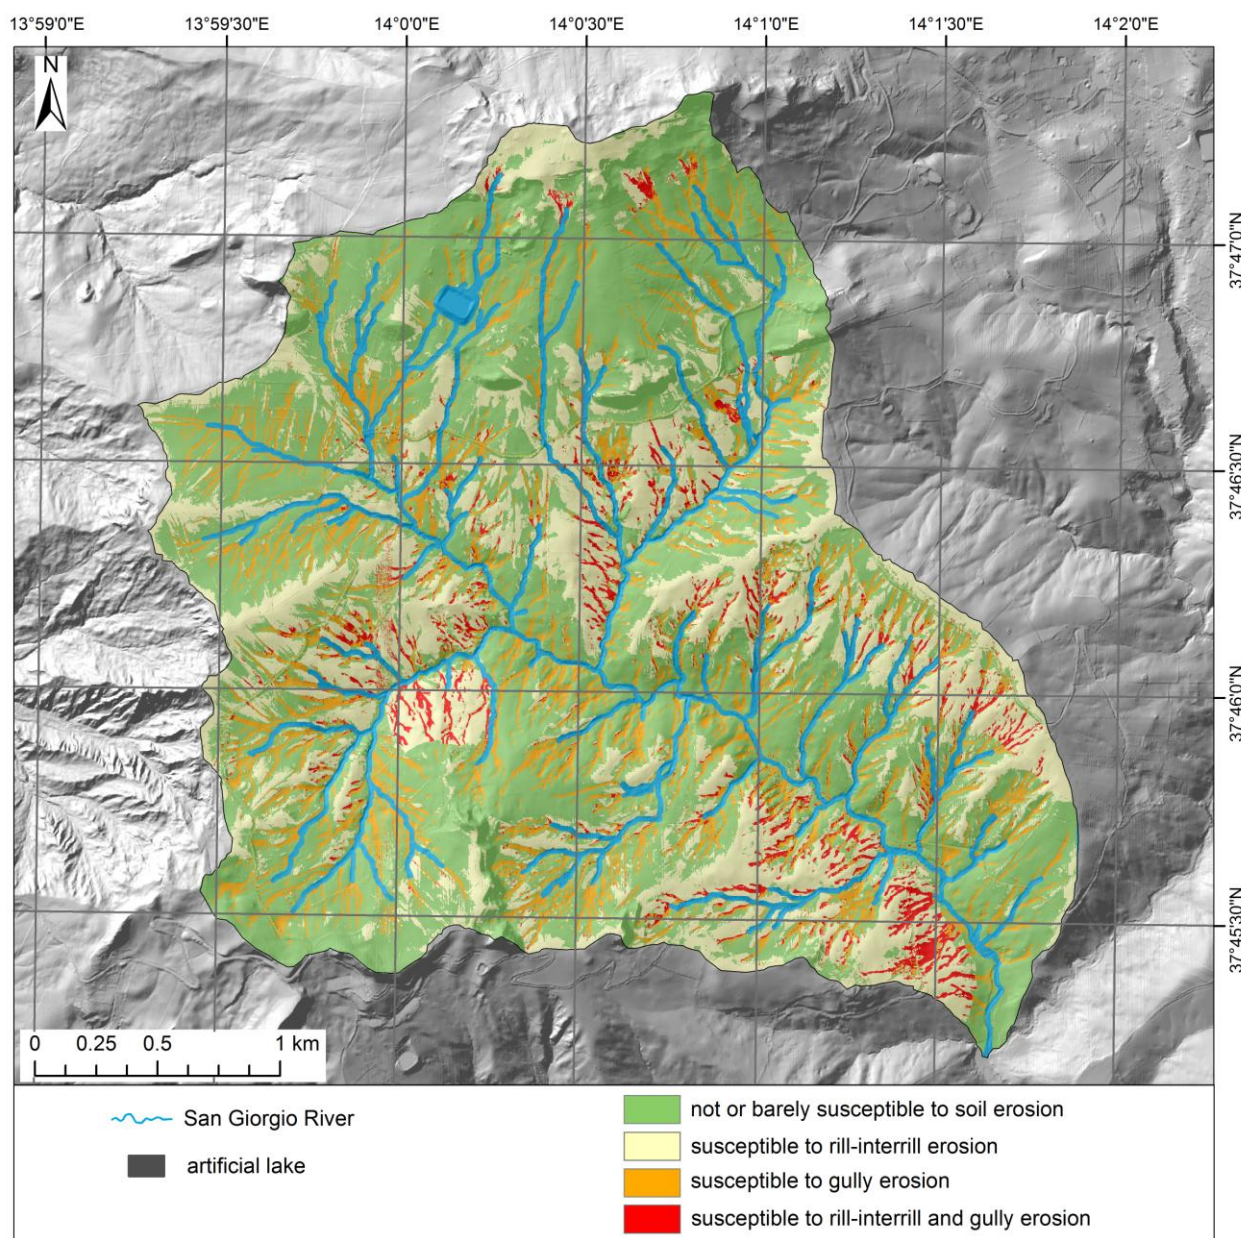 13°59'0"E 13°59'30"E 14°0'0"E 14°0'30"E 14°1'0"E 14°1'30"E 14°2'0"E
N
37°47'0"N
37°46'30"N
37°46'0"N
37°45'30"N
0 0.25 0.5 1 km
San Giorgio River
artificial lake
not or barely susceptible to soil erosion
susceptible to rill-interrill erosion
susceptible to gully erosion
susceptible to rill-interrill and gully erosion